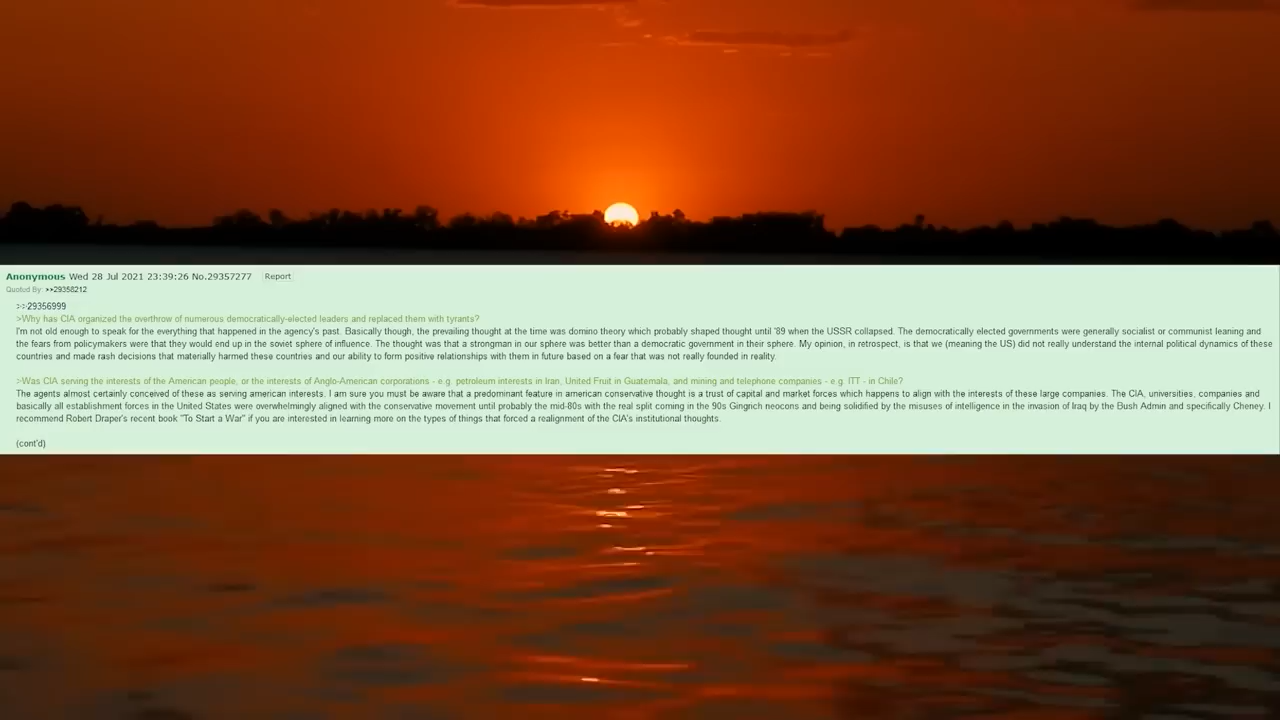 Anonymous Wed 28 Jul 2021 23:39:26 No.29357277 Report
Quoted By: >>29358212
>>29356999
>Why has CIA organized the overthrow of numerous democratically-elected leaders and replaced them with tyrants?
I'm not old enough to speak for the everything that happened in the agency's past. Basically though, the prevailing thought at the time was domino theory which probably shaped thought until '89 when the USSR collapsed. The democratically elected governments were generally socialist or communist leaning and
the fears from policymakers were that they would end up in the soviet sphere of influence. The thought was that a strongman in our sphere was better than a democratic government in their sphere. My opinion, in retrospect, is that we (meaning the US) did not really understand the internal political dynamics of these
countries and made rash decisions that materially harmed these countries and our ability to form positive relationships with them in future based on a fear that was not really founded in reality.
>Was CIA serving the interests of the American people, or the interests of Anglo-American corporations - e.g. petroleum interests in Iran, United Fruit in Guatemala, and mining and telephone companies - e.g. ITT - in Chile?
The agents almost certainly conceived of these as serving american interests. I am sure you must be aware that a predominant feature in american conservative thought is a trust of capital and market forces which happens to align with the interests of these large companies. The CIA, universities, companies and
basically all establishment forces in the United States were overwhelmingly aligned with the conservative movement until probably the mid-80s with the real split coming in the 90s Gingrich neocons and being solidified by the misuses of intelligence in the invasion of Iraq by the Bush Admin and specifically Cheney. I
recommend Robert Draper's recent book "To Start a War" if you are interested in learning more on the types of things that forced a realignment of the CIA's institutional thoughts.
(cont'd)